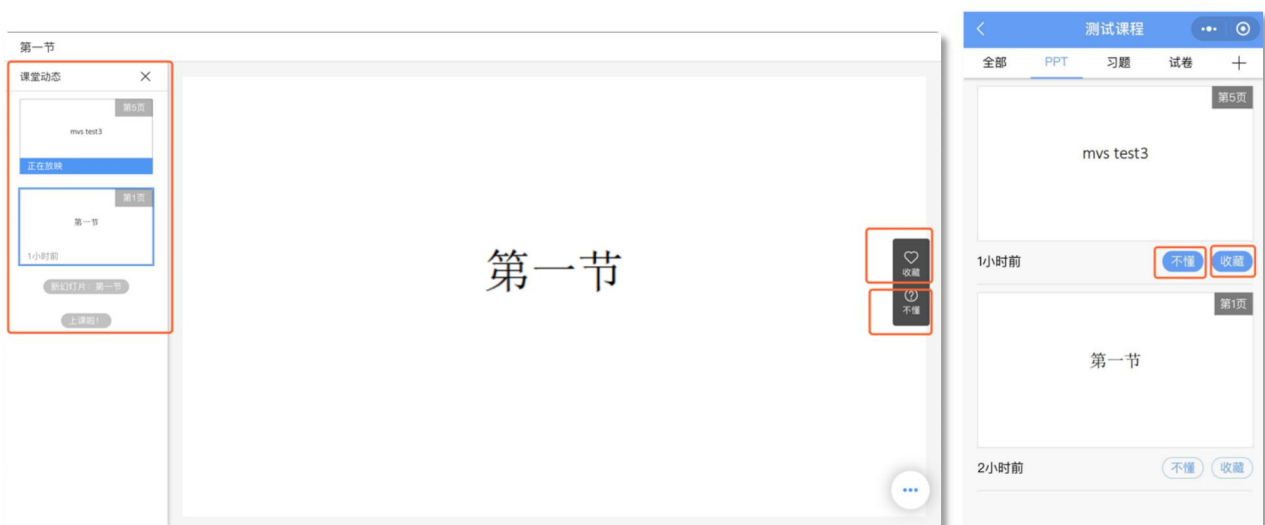 第一节
课堂动态
第5页
mvs test3
正在放映
第1页
第一节
1小时前
新幻灯片：第一节
上课啦！
第一节
收藏
不懂
测试课程
全部 PPT 习题 试卷
第5页
mvs test3
1小时前 不懂 收藏
第1页
第一节
2小时前 不懂 收藏